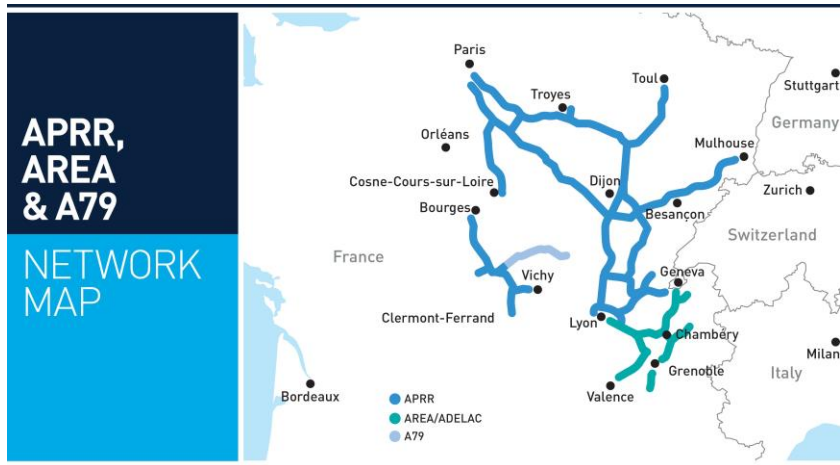 APRR,
AREA
& A79
NETWORK
MAP
Paris
Troyes
Toul
Stuttgart
Germany
Orléans
Mulhouse
Cosne-Cours-sur-Loire
Dijon
Zurich
Bourges
Besançon
Switzerland
France
Vichy
Geneva
Clermont-Ferrand
Lyon
Chambéry
Milan
Grenoble
Italy
Bordeaux
Valence
APRR
AREA/ADELAC
A79